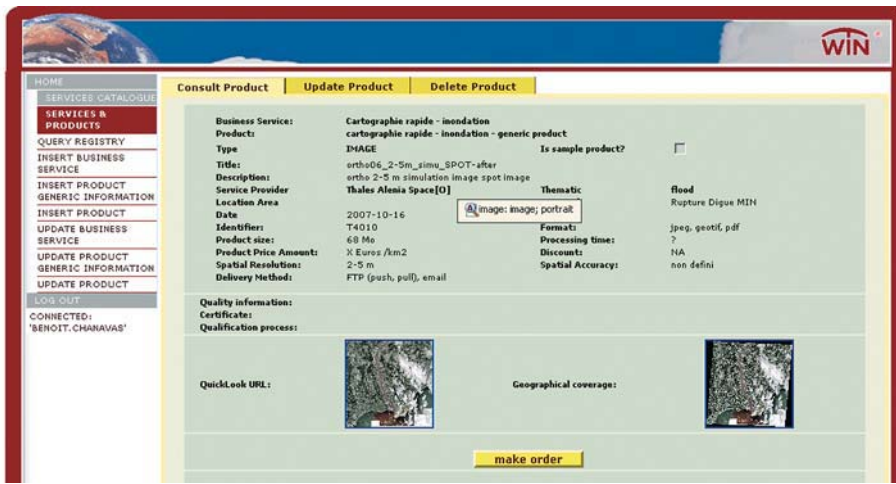 WIN
HOME
SERVICES CATALOGUE
SERVICES & PRODUCTS
QUERY REGISTRY
INSERT BUSINESS SERVICE
INSERT PRODUCT GENERIC INFORMATION
INSERT PRODUCT
UPDATE BUSINESS SERVICE
UPDATE PRODUCT GENERIC INFORMATION
UPDATE PRODUCT
LOG OUT
CONNECTED:
'BENOIT.CHANAVAS'
Consult Product Update Product Delete Product
Business Service: Cartographie rapide - inondation
Product: cartographie rapide - inondation - generic product
Type IMAGE Is sample product?
Title: ortho06_2-5m_simu_SPOT-after
Description: ortho 2-5 m simulation image spot image
Service Provider Thales Alenia Space[O] Thematic flood
Location Area Rupture Digue MIN
image: image; portrait
Date 2007-10-16
Identifier: T4010 Format: jpeg, geotif, pdf
Product size: 68 Mo Processing time: ?
Product Price Amount: X Euros /km2 Discount: NA
Spatial Resolution: 2-5 m Spatial Accuracy: non defini
Delivery Method: FTP (push, pull), email
Quality information:
Certificate:
Qualification process:
QuickLook URL: Geographical coverage:
make order